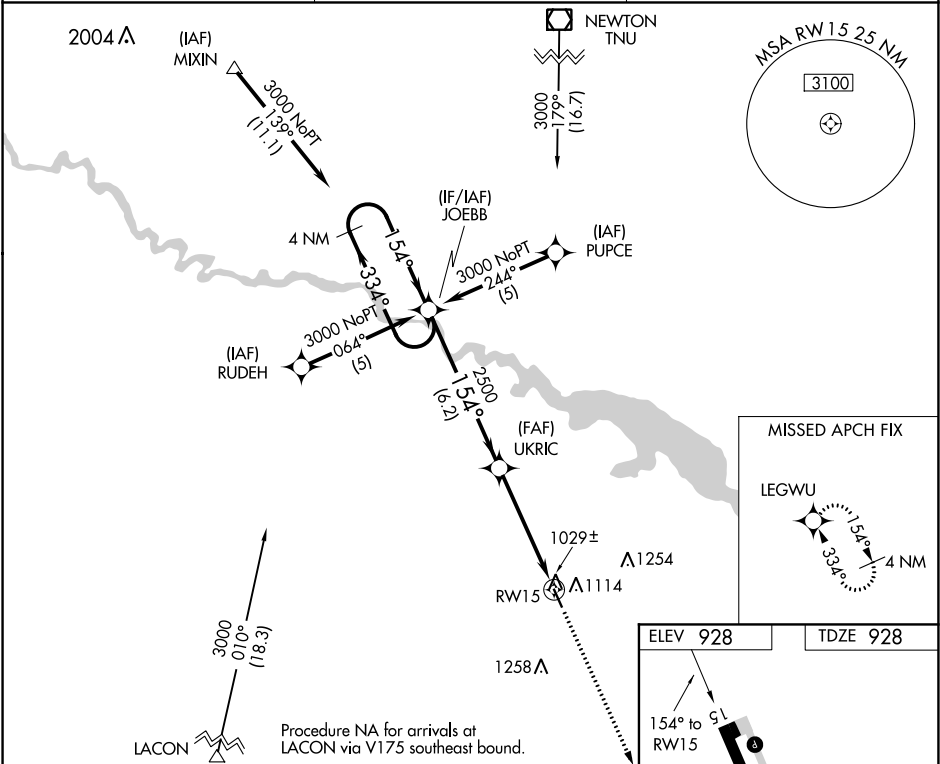 2004
(IAF)
MIXIN
3000 NoPT
139°
(11.1)
NEWTON
TNU
3000
179°
(16.7)
MSA RW 15 25 NM
3100
(IF/IAF)
JOEBB
4 NM
154°
334°
(IAF)
PUPCE
3000 NoPT
244°
(5)
3000 NoPT
064°
(5)
(IAF)
RUDEH
2500
154°
(6.2)
(FAF)
UKRIC
MISSED APCH FIX
LEGWU
154°
334°
4 NM
1029±
1254
RW15
1114
3000
010°
(18.3)
1258
ELEV 928
TDZE 928
154° to
RW15
15
P
LACON
Procedure NA for arrivals at
LACON via V175 southeast bound.